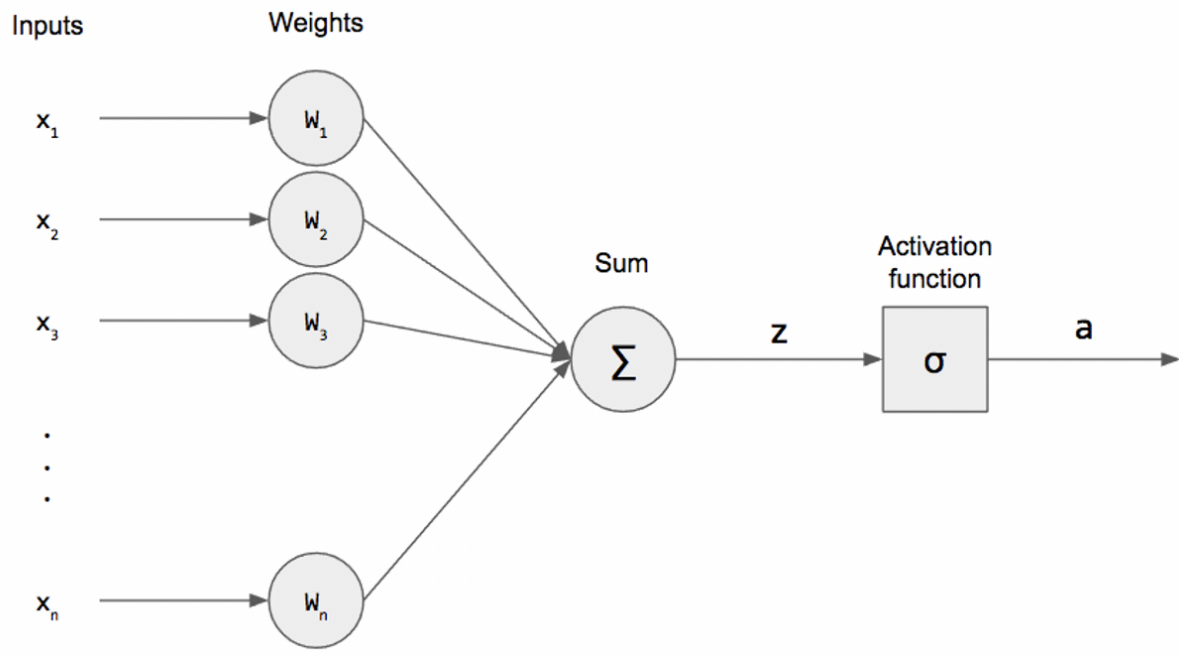 Inputs
Weights
x1
W1
x2
W2
x3
W3
Sum
Σ
z
Activation
function
σ
a
.
.
.
xn
Wn